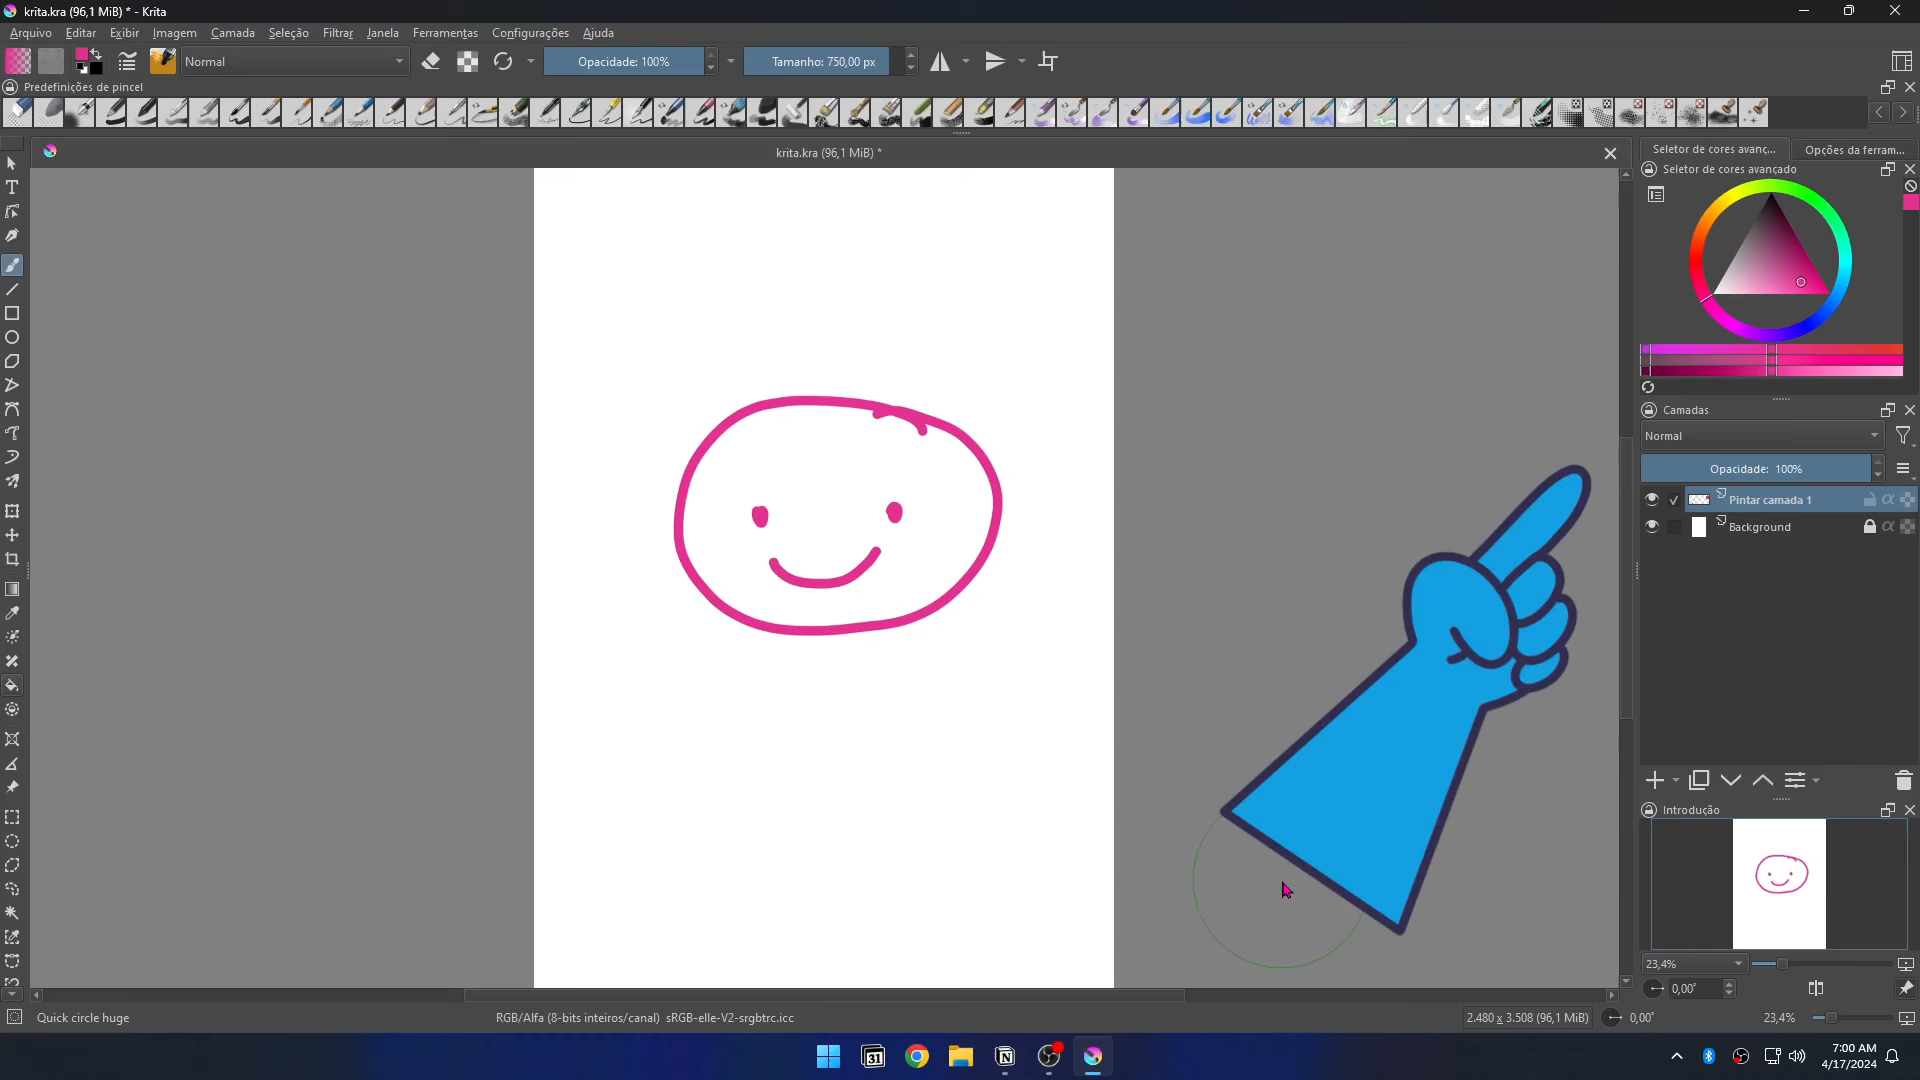 krita.kra (96,1 MiB) * - Krita
Arquivo Editar Exibir Imagem Camada Seleção Filtrar Janela Ferramentas Configurações Ajuda
Normal Opacidade: 100% Tamanho: 750,00 px
Predefinições de pincel
krita.kra (96,1 MiB) *
Seletor de cores avanç... Opções da ferram...
Seletor de cores avançado
Camadas
Normal
Opacidade: 100%
Pintar camada 1
Background
Introdução
23,4%
0,00°
Quick circle huge RGB/Alfa (8-bits inteiros/canal) sRGB-elle-V2-srgbtrc.icc 2.480 x 3.508 (96,1 MiB) 0,00° 23,4%
31
7:00 AM
4/17/2024